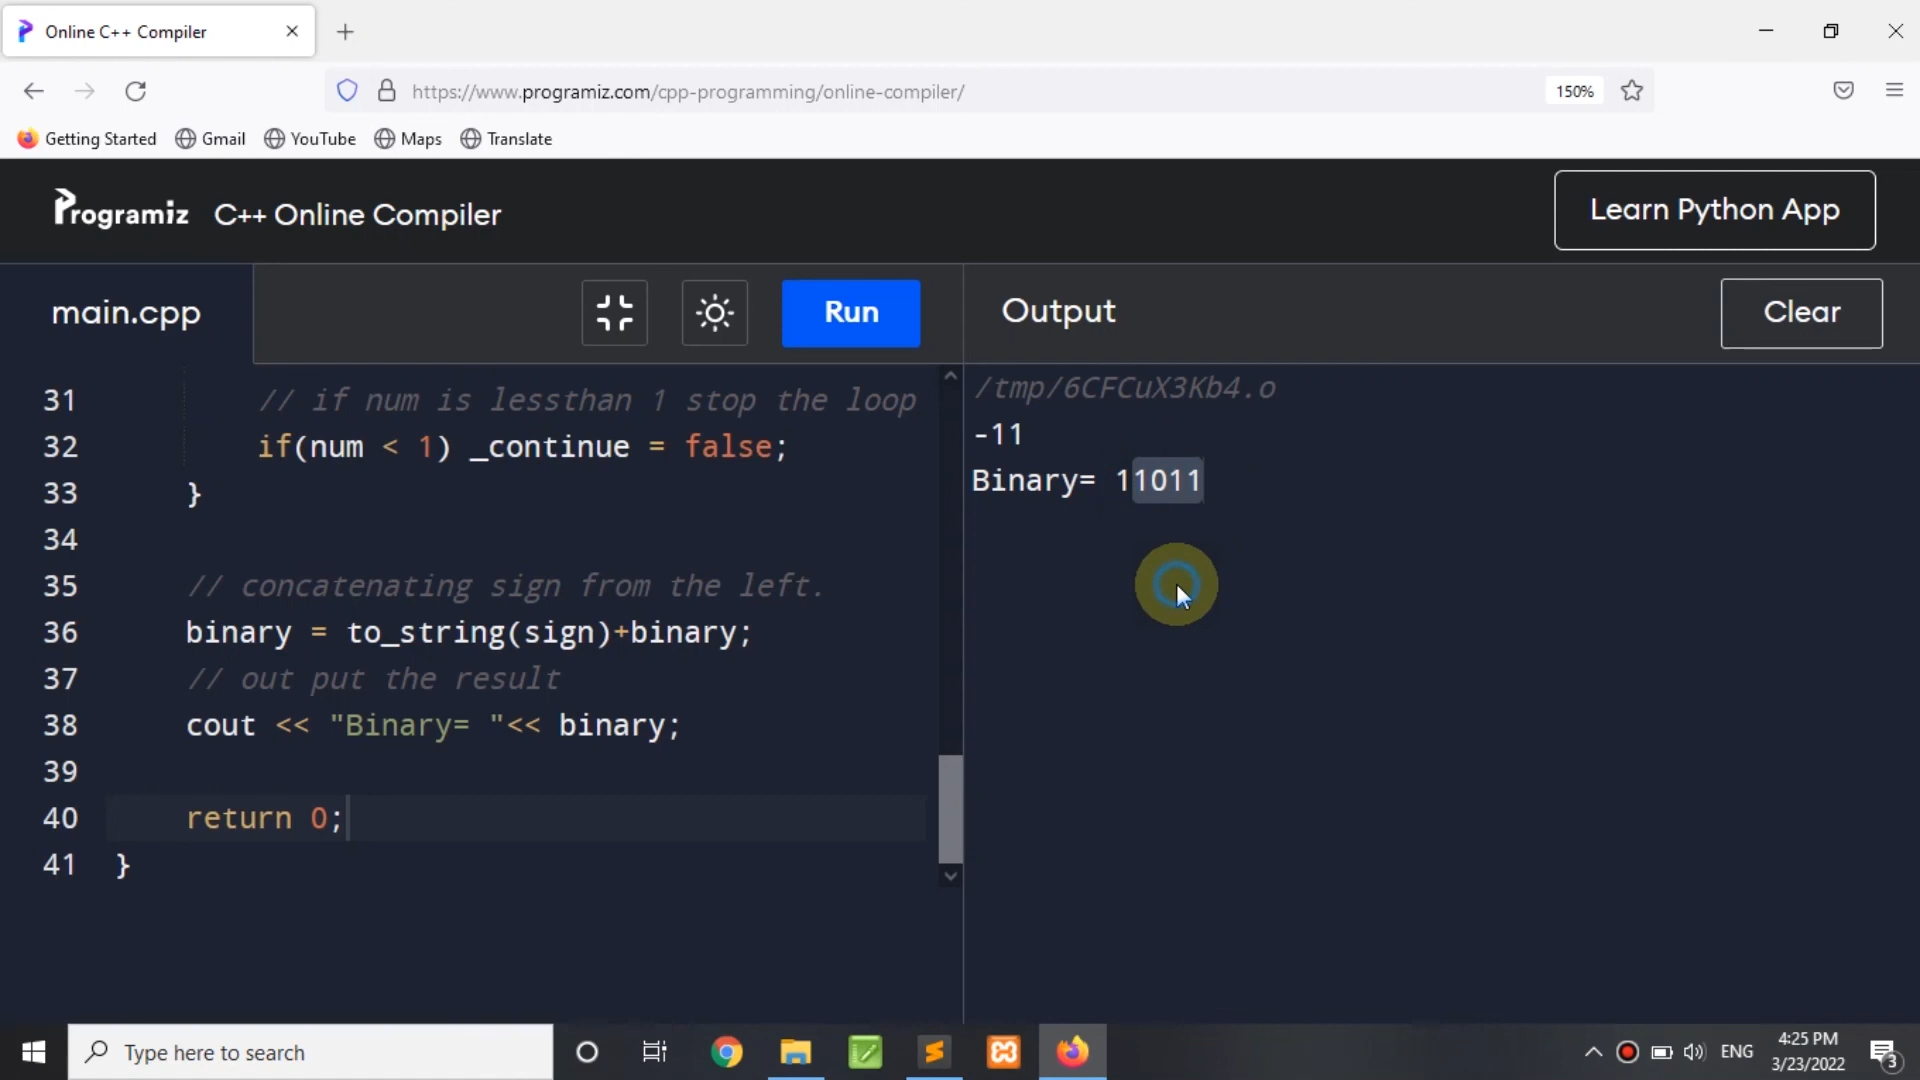 Online C++ Compiler
https://www.programiz.com/cpp-programming/online-compiler/
150%
Getting Started Gmail YouTube Maps Translate
Programiz C++ Online Compiler
Learn Python App
main.cpp
Run
Output
Clear
31 // if num is lessthan 1 stop the loop
32 if(num < 1) _continue = false;
33 }
34
35 // concatenating sign from the left.
36 binary = to_string(sign)+binary;
37 // out put the result
38 cout << "Binary= "<< binary;
39
40 return 0;
41 }
/tmp/6CFCuX3Kb4.o
-11
Binary= 11011
Type here to search
ENG
4:25 PM
3/23/2022
3